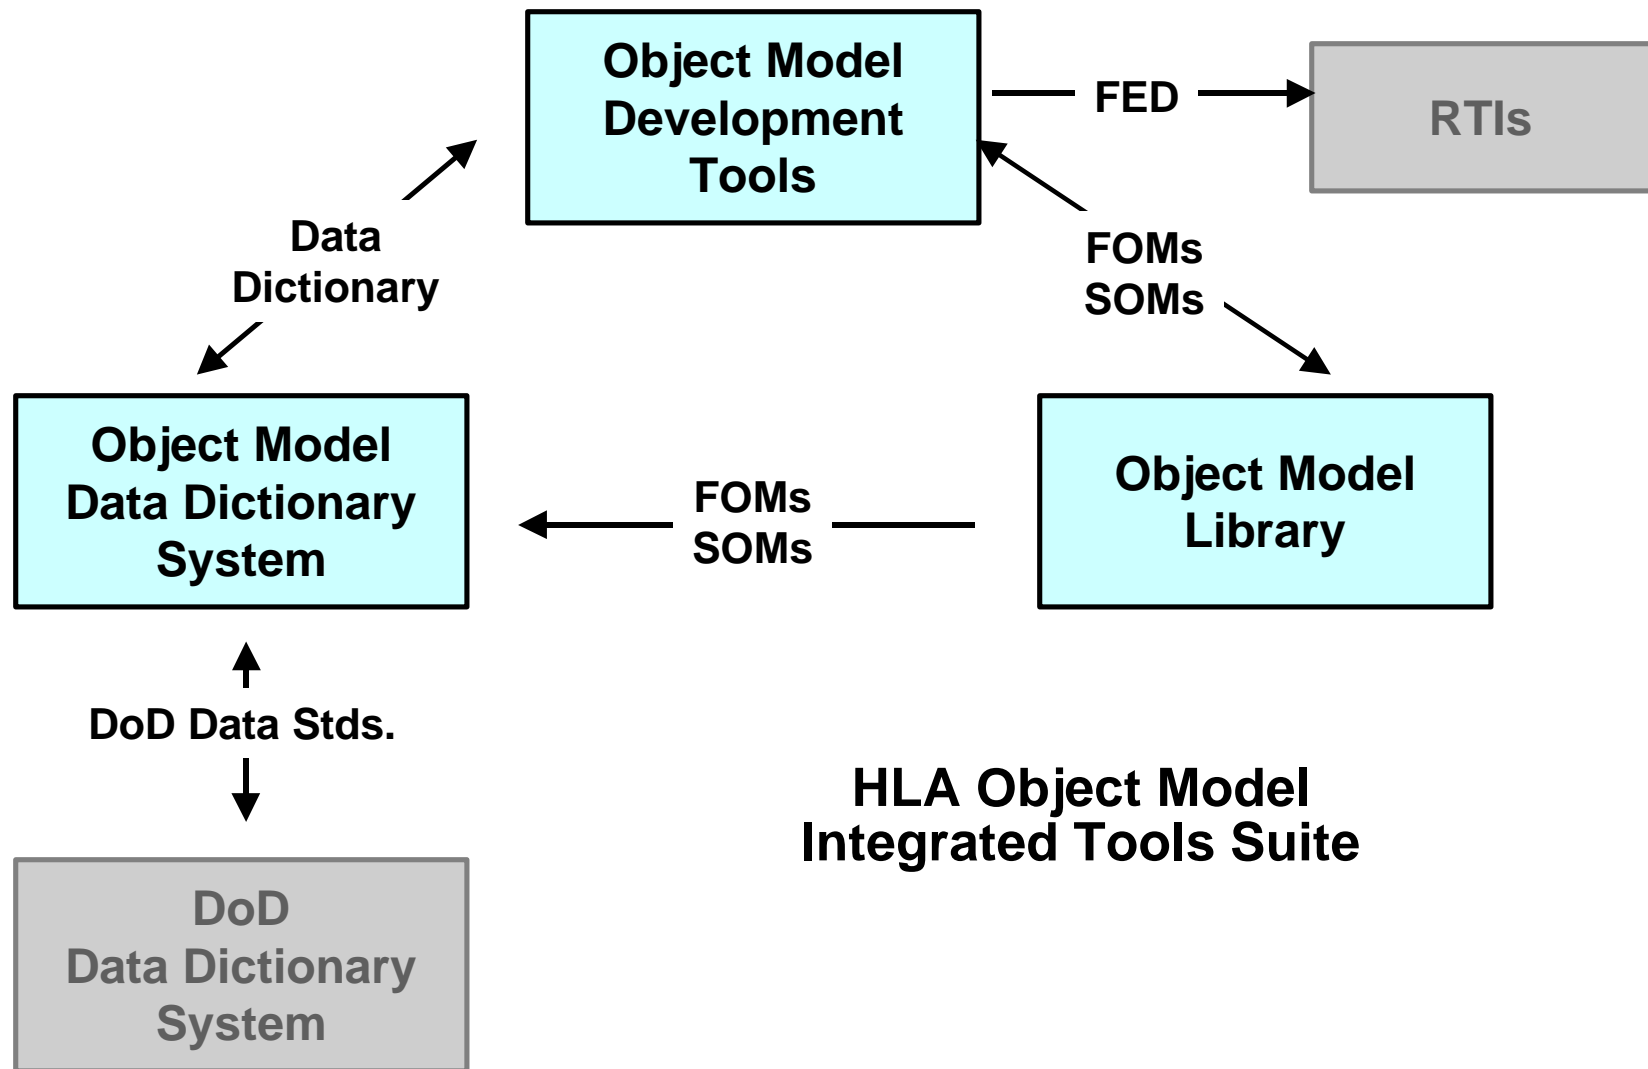 Object Model
Development
Tools
FED
RTIs
Data
Dictionary
FOMs
SOMs
Object Model
Data Dictionary
System
FOMs
SOMs
Object Model
Library
DoD Data Stds.
HLA Object Model
Integrated Tools Suite
DoD
Data Dictionary
System